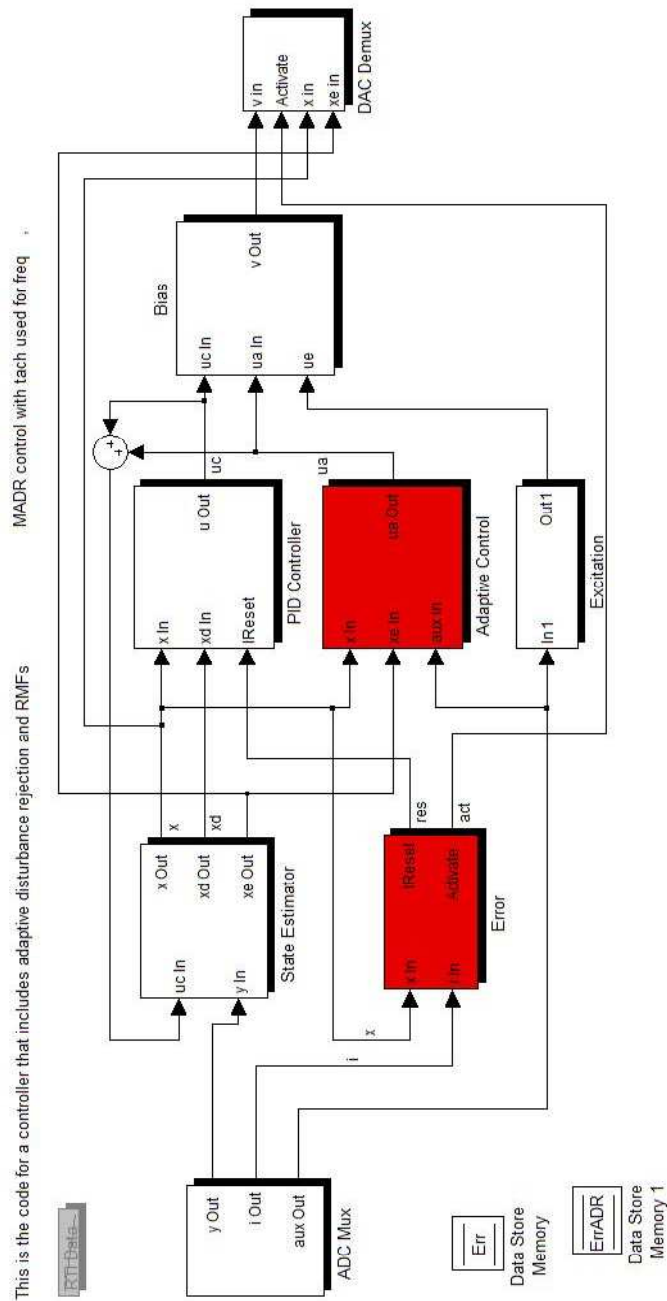 This is the code for a controller that includes adaptive disturbance rejection and RMFs
MADR control with tach used for freq ,
RTI Data
y Out
i Out
aux Out
ADC Mux
uc In
y In
x Out
xd Out
xe Out
State Estimator
x
xd
x
i
x In
i In
IReset
Activate
Error
res
act
x In
xd In
IReset
u Out
PID Controller
uc
x In
xe In
aux in
ua Out
Adaptive Control
ua
In1
Out1
Excitation
+
+
uc In
ua In
ue
v Out
Bias
v in
Activate
x in
xe in
DAC Demux
Err
Data Store
Memory
ErrADR
Data Store
Memory 1